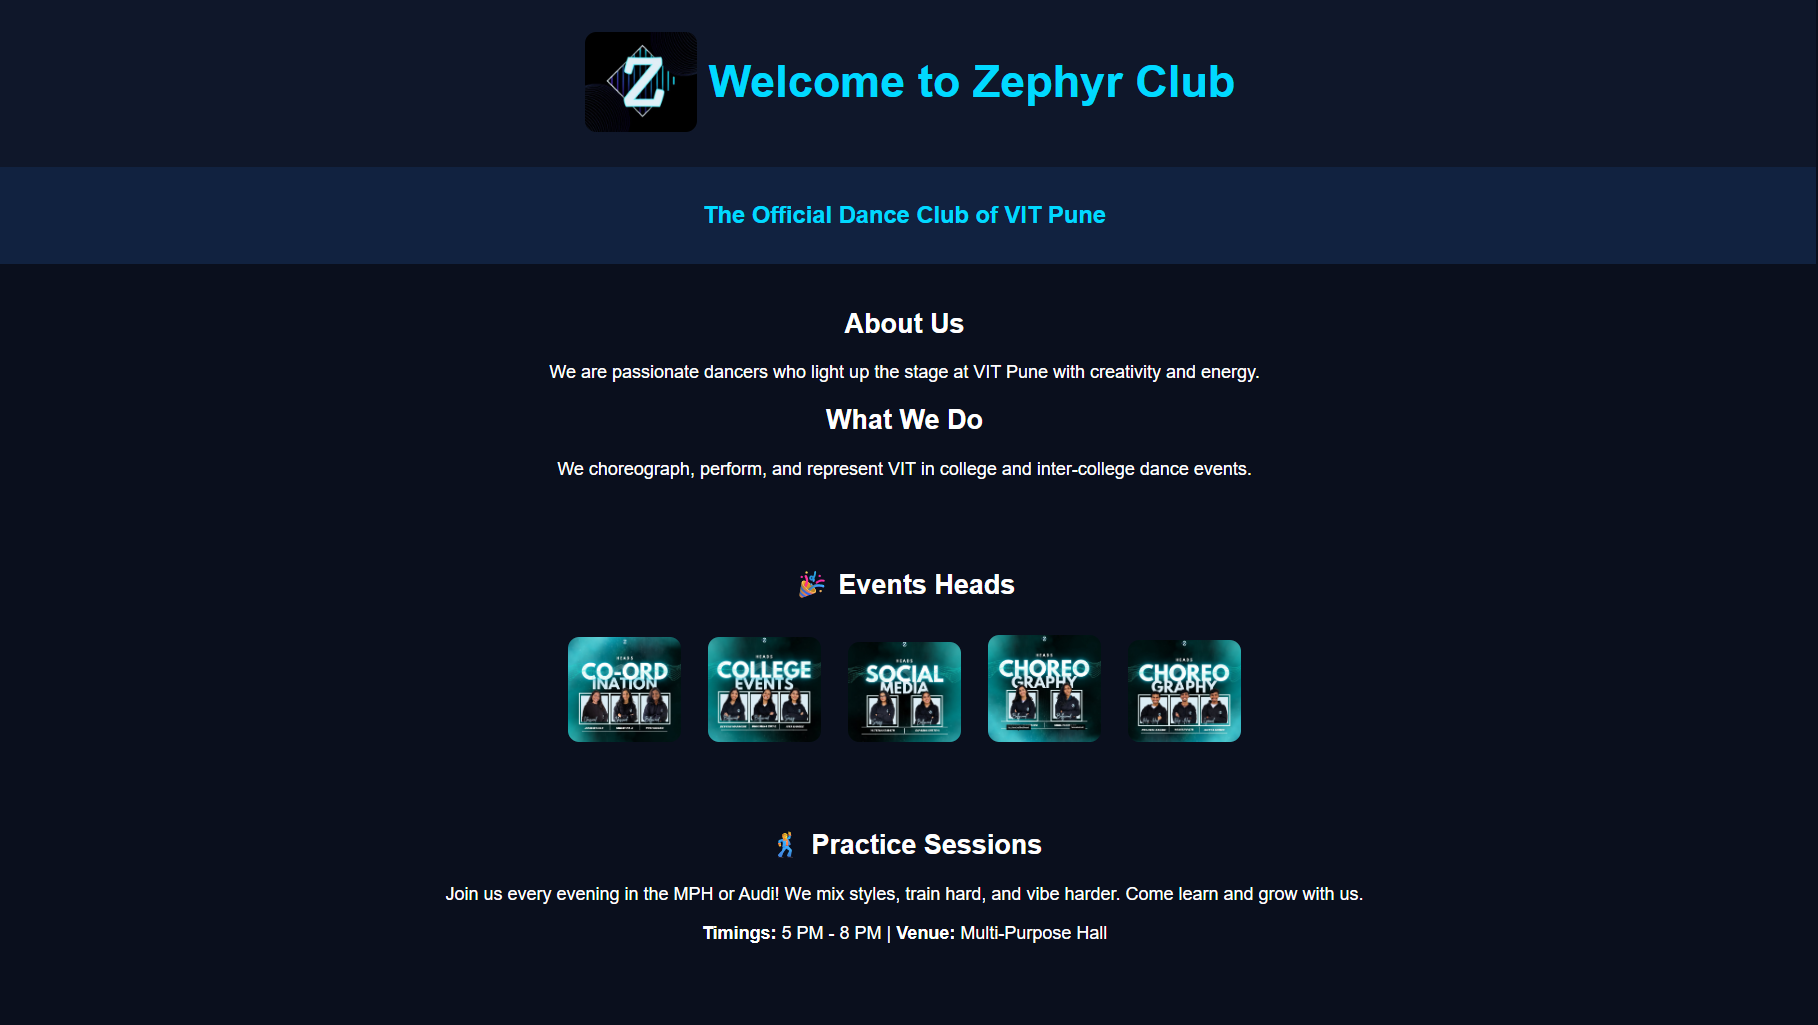 Z
Welcome to Zephyr Club
The Official Dance Club of VIT Pune
About Us
We are passionate dancers who light up the stage at VIT Pune with creativity and energy.
What We Do
We choreograph, perform, and represent VIT in college and inter-college dance events.
🎉 Events Heads
HEADS
CO-ORD
INATION
HEADS
COLLEGE
EVENTS
HEADS
SOCIAL
MEDIA
HEADS
CHOREO
GRAPHY
HEADS
CHOREO
GRAPHY
🕺 Practice Sessions
Join us every evening in the MPH or Audi! We mix styles, train hard, and vibe harder. Come learn and grow with us.
Timings: 5 PM - 8 PM | Venue: Multi-Purpose Hall